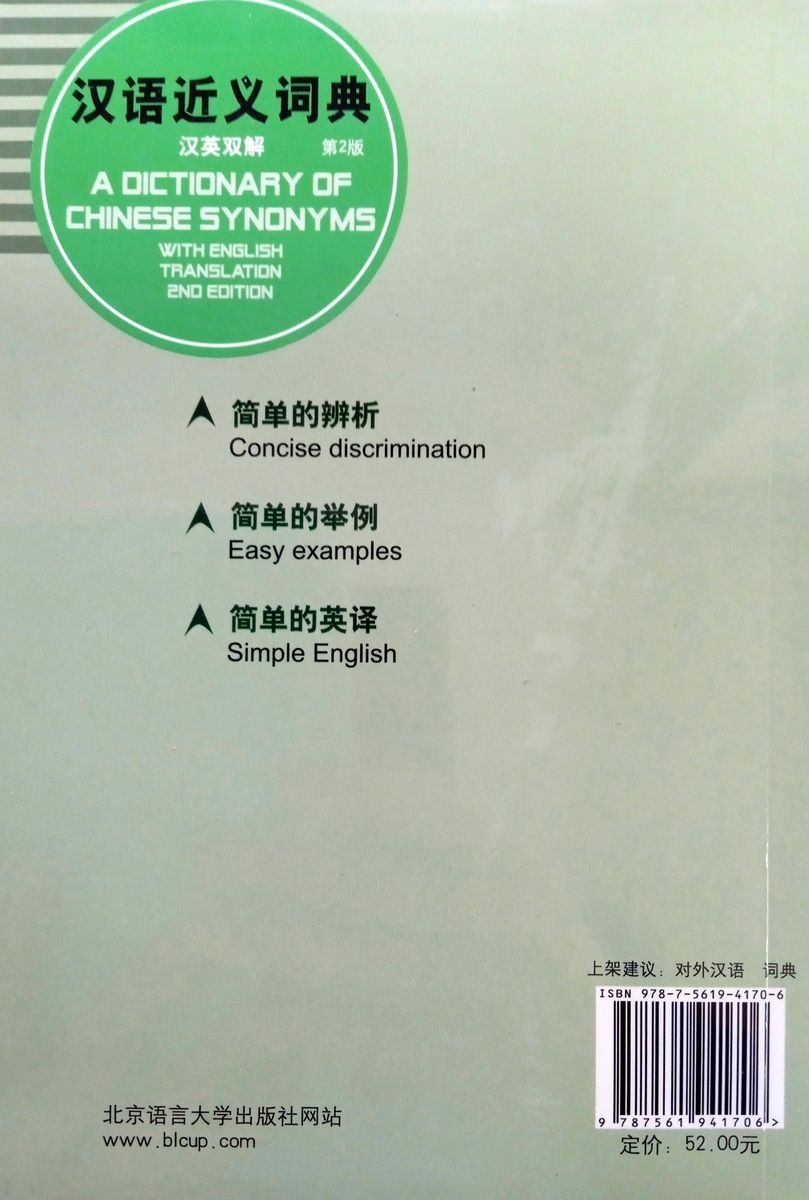 汉语近义词典
汉英双解 第2版
A DICTIONARY OF
CHINESE SYNONYMS
WITH ENGLISH
TRANSLATION
2ND EDITION
简单的辨析
Concise discrimination
简单的举例
Easy examples
简单的英译
Simple English
上架建议：对外汉语 词典
ISBN 978-7-5619-4170-6
9 787561 941706 >
定价：52.00元
北京语言大学出版社网站
www.blcup.com